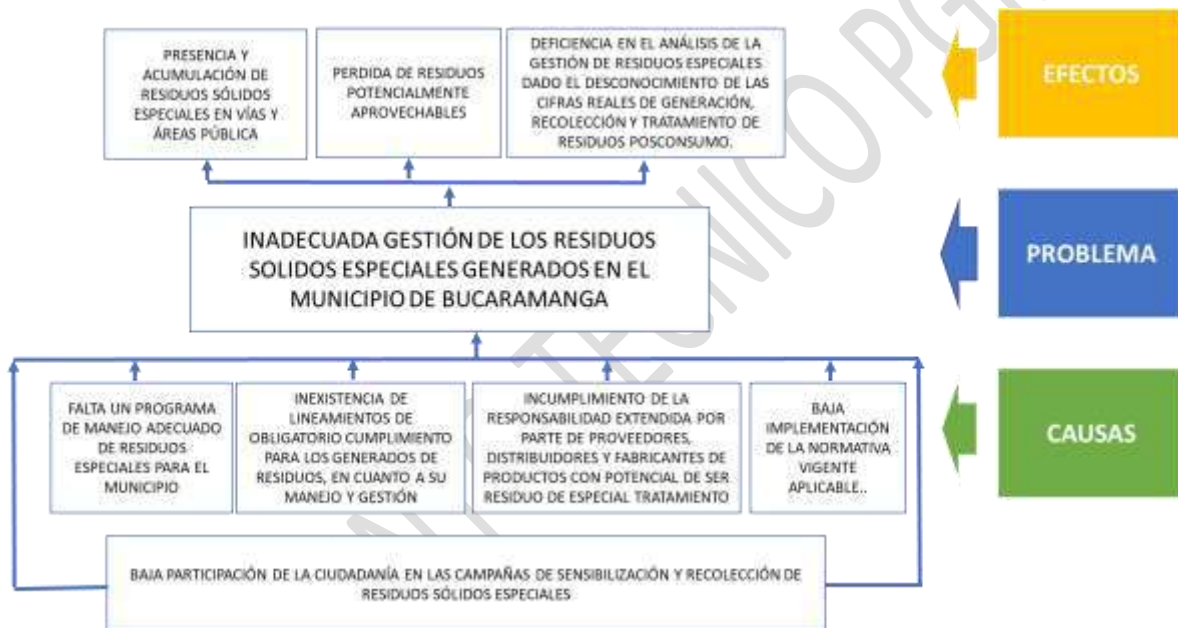 PRESENCIA Y
ACUMULACIÓN DE
RESIDUOS SÓLIDOS
ESPECIALES EN VÍAS Y
ÁREAS PÚBLICA
PERDIDA DE RESIDUOS
POTENCIALMENTE
APROVECHABLES
DEFICIENCIA EN EL ANÁLISIS DE LA
GESTIÓN DE RESIDUOS ESPECIALES
DADO EL DESCONOCIMIENTO DE LAS
CIFRAS REALES DE GENERACIÓN,
RECOLECCIÓN Y TRATAMIENTO DE
RESIDUOS POSCONSUMO.
EFECTOS
INADECUADA GESTIÓN DE LOS RESIDUOS
SOLIDOS ESPECIALES GENERADOS EN EL
MUNICIPIO DE BUCARAMANGA
PROBLEMA
FALTA UN PROGRAMA
DE MANEJO ADECUADO
DE RESIDUOS
ESPECIALES PARA EL
MUNICIPIO
INEXISTENCIA DE
LINEAMIENTOS DE
OBLIGATORIO CUMPLIMIENTO
PARA LOS GENERADOS DE
RESIDUOS, EN CUANTO A SU
MANEJO Y GESTIÓN
INCUMPLIMIENTO DE LA
RESPONSABILIDAD EXTENDIDA POR
PARTE DE PROVEEDORES,
DISTRIBUIDORES Y FABRICANTES DE
PRODUCTOS CON POTENCIAL DE SER
RESIDUO DE ESPECIAL TRATAMIENTO
BAJA
IMPLEMENTACIÓN
DE LA NORMATIVA
VIGENTE
APLICABLE..
CAUSAS
BAJA PARTICIPACIÓN DE LA CIUDADANÍA EN LAS CAMPAÑAS DE SENSIBILIZACIÓN Y RECOLECCIÓN DE
RESIDUOS SÓLIDOS ESPECIALES
TECNICO